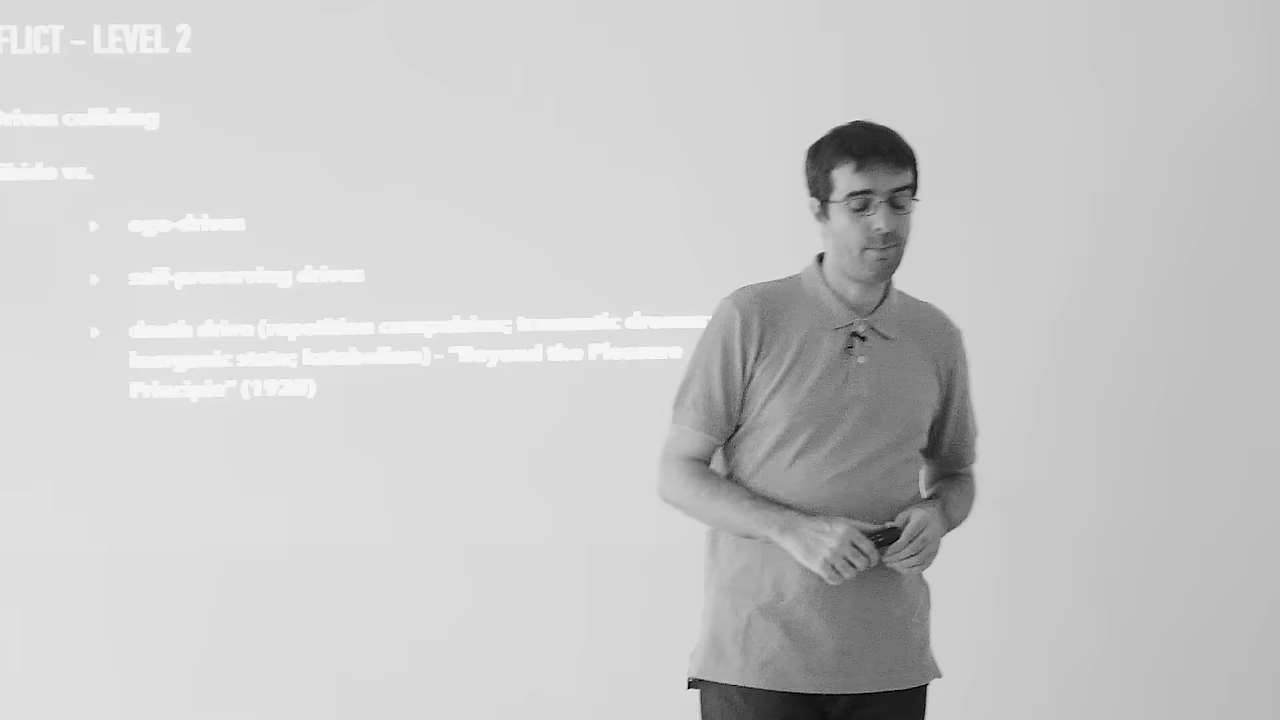 FLICT – LEVEL 2
drives colliding
libido vs.
ego-drives
self-preserving drives
death drive (repetition compulsion; traumatic dreams;
inorganic state; katabolism) - "Beyond the Pleasure
Principle" (1920)